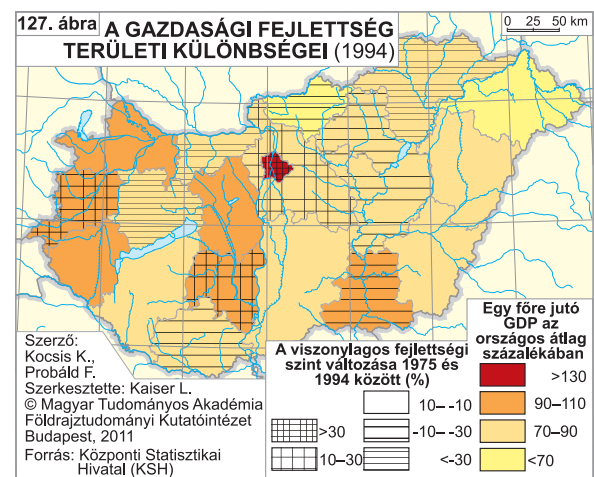 127. ábra
A GAZDASÁGI FEJLETTSÉG
TERÜLETI KÜLÖNBSÉGEI (1994)
0 25 50 km
Szerző:
Kocsis K.,
Probáld F.
Szerkesztette: Kaiser L.
© Magyar Tudományos Akadémia
Földrajztudományi Kutatóintézet
Budapest, 2011
Forrás: Központi Statisztikai
Hivatal (KSH)
A viszonylagos fejlettségi
szint változása 1975 és
1994 között (%)
10– -10
>30
-10– -30
10–30
<-30
Egy főre jutó
GDP az
országos átlag
százalékában
>130
90–110
70–90
<70